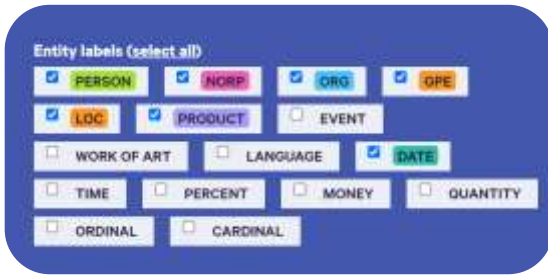 Entity labels (select all)
PERSON NORP ORG GPE
LOC PRODUCT EVENT
WORK OF ART LANGUAGE DATE
TIME PERCENT MONEY QUANTITY
ORDINAL CARDINAL